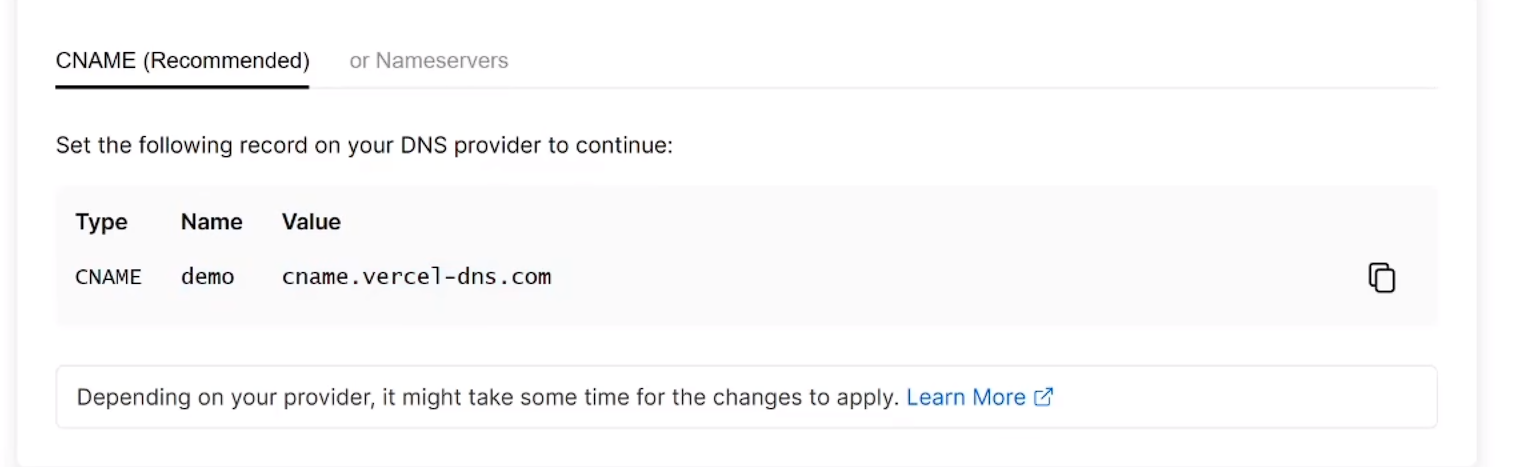 CNAME (Recommended) or Nameservers
Set the following record on your DNS provider to continue:
Type Name Value
CNAME demo cname.vercel-dns.com
Depending on your provider, it might take some time for the changes to apply. Learn More